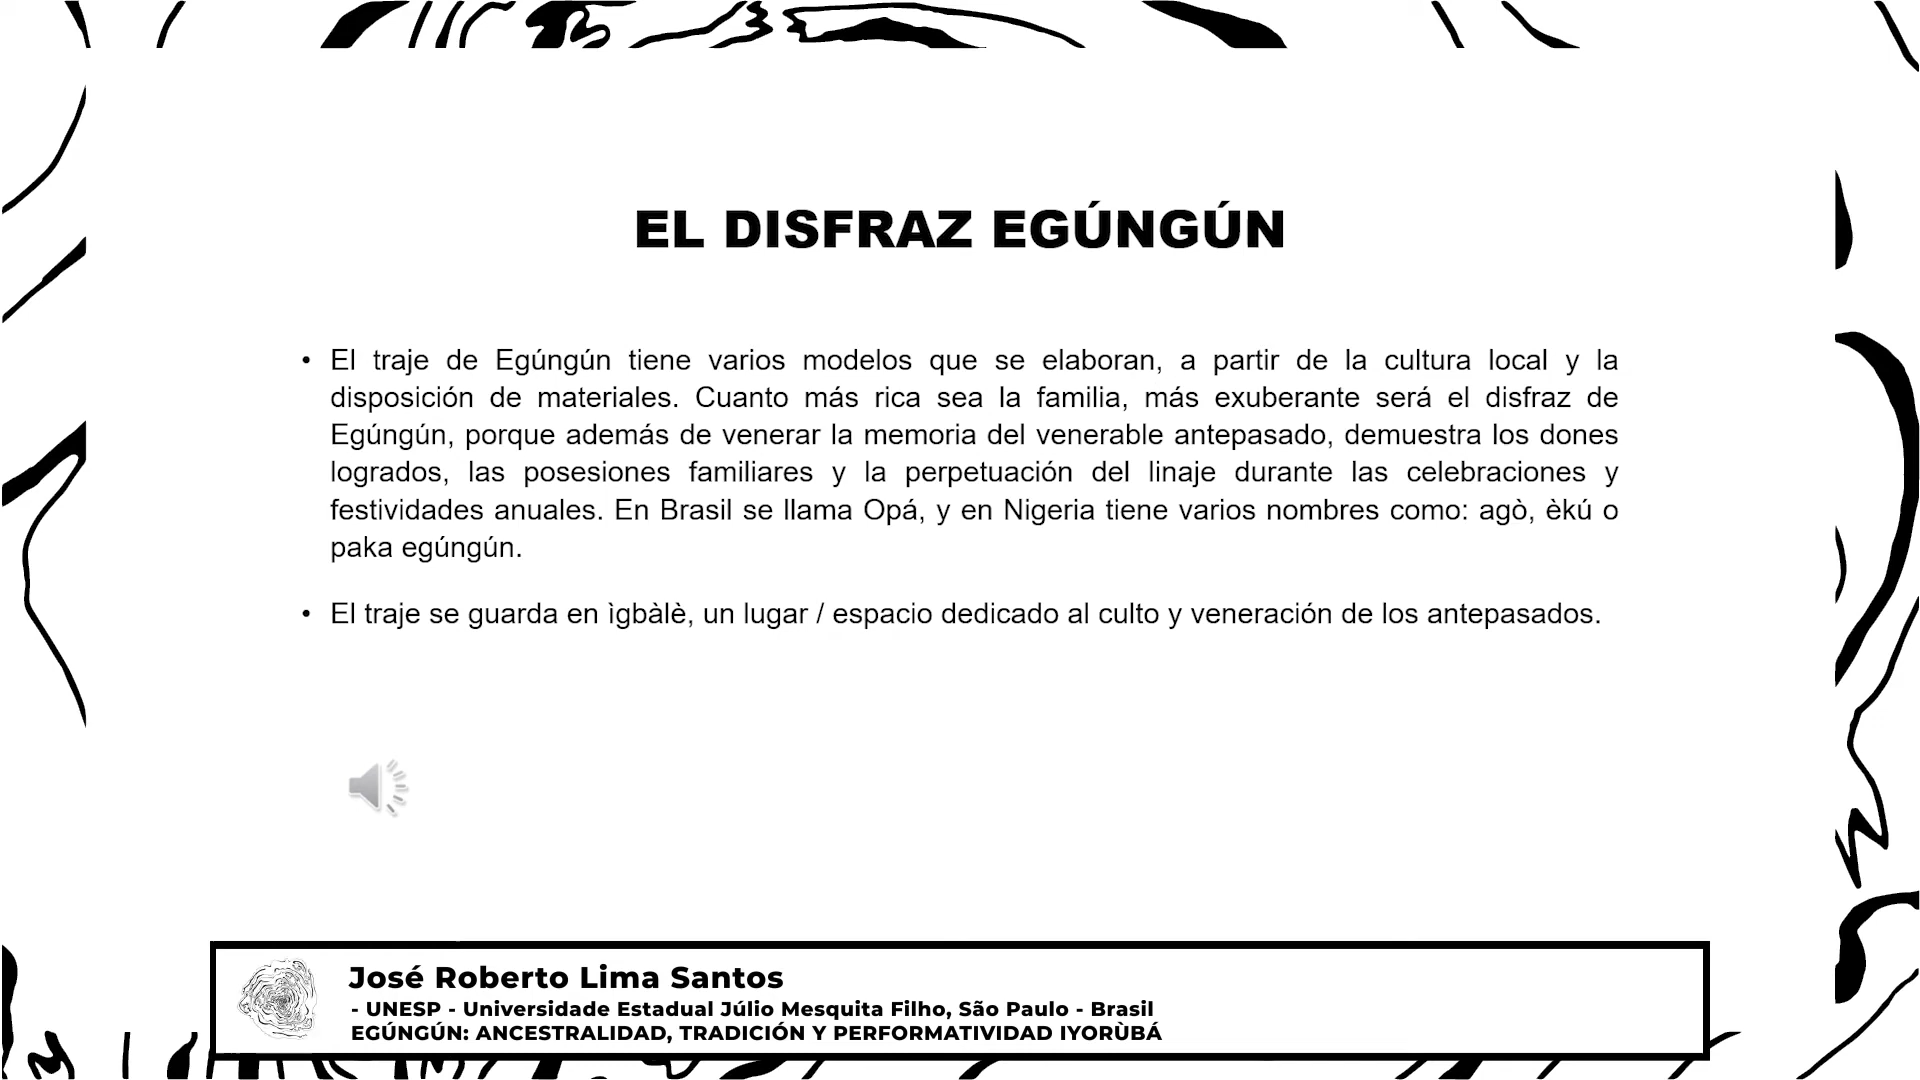 EL DISFRAZ EGÚNGÚN
• El traje de Egúngún tiene varios modelos que se elaboran, a partir de la cultura local y la
disposición de materiales. Cuanto más rica sea la familia, más exuberante será el disfraz de
Egúngún, porque además de venerar la memoria del venerable antepasado, demuestra los dones
logrados, las posesiones familiares y la perpetuación del linaje durante las celebraciones y
festividades anuales. En Brasil se llama Opá, y en Nigeria tiene varios nombres como: agò, èkú o
paka egúngún.
• El traje se guarda en ìgbàlè, un lugar / espacio dedicado al culto y veneración de los antepasados.
José Roberto Lima Santos
- UNESP - Universidade Estadual Júlio Mesquita Filho, São Paulo - Brasil
EGÚNGÚN: ANCESTRALIDAD, TRADICIÓN Y PERFORMATIVIDAD IYORÙBÁ